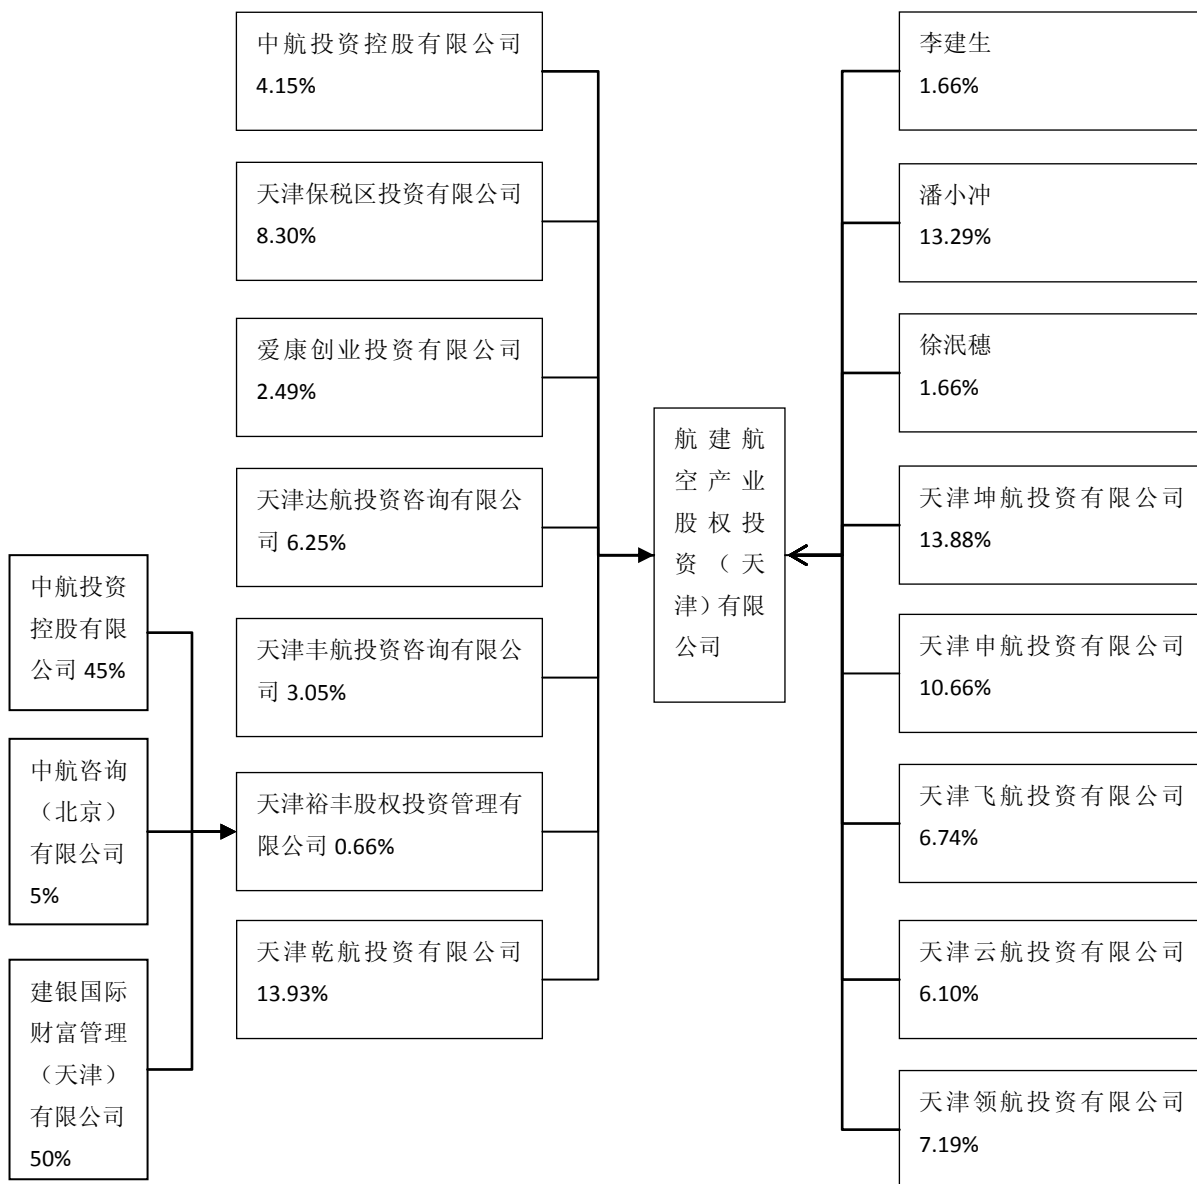 中航投资控股有限公司
4.15%
天津保税区投资有限公司
8.30%
爱康创业投资有限公司
2.49%
天津达航投资咨询有限公
司 6.25%
天津丰航投资咨询有限公
司 3.05%
天津裕丰股权投资管理有
限公司 0.66%
天津乾航投资有限公司
13.93%
中航投资
控股有限
公司 45%
中航咨询
（北京）
有限公司
5%
建银国际
财富管理
（天津）
有限公司
50%
航建航
空产业
股权投
资（天
津）有限
公司
李建生
1.66%
潘小冲
13.29%
徐泯穗
1.66%
天津坤航投资有限公司
13.88%
天津申航投资有限公司
10.66%
天津飞航投资有限公司
6.74%
天津云航投资有限公司
6.10%
天津领航投资有限公司
7.19%